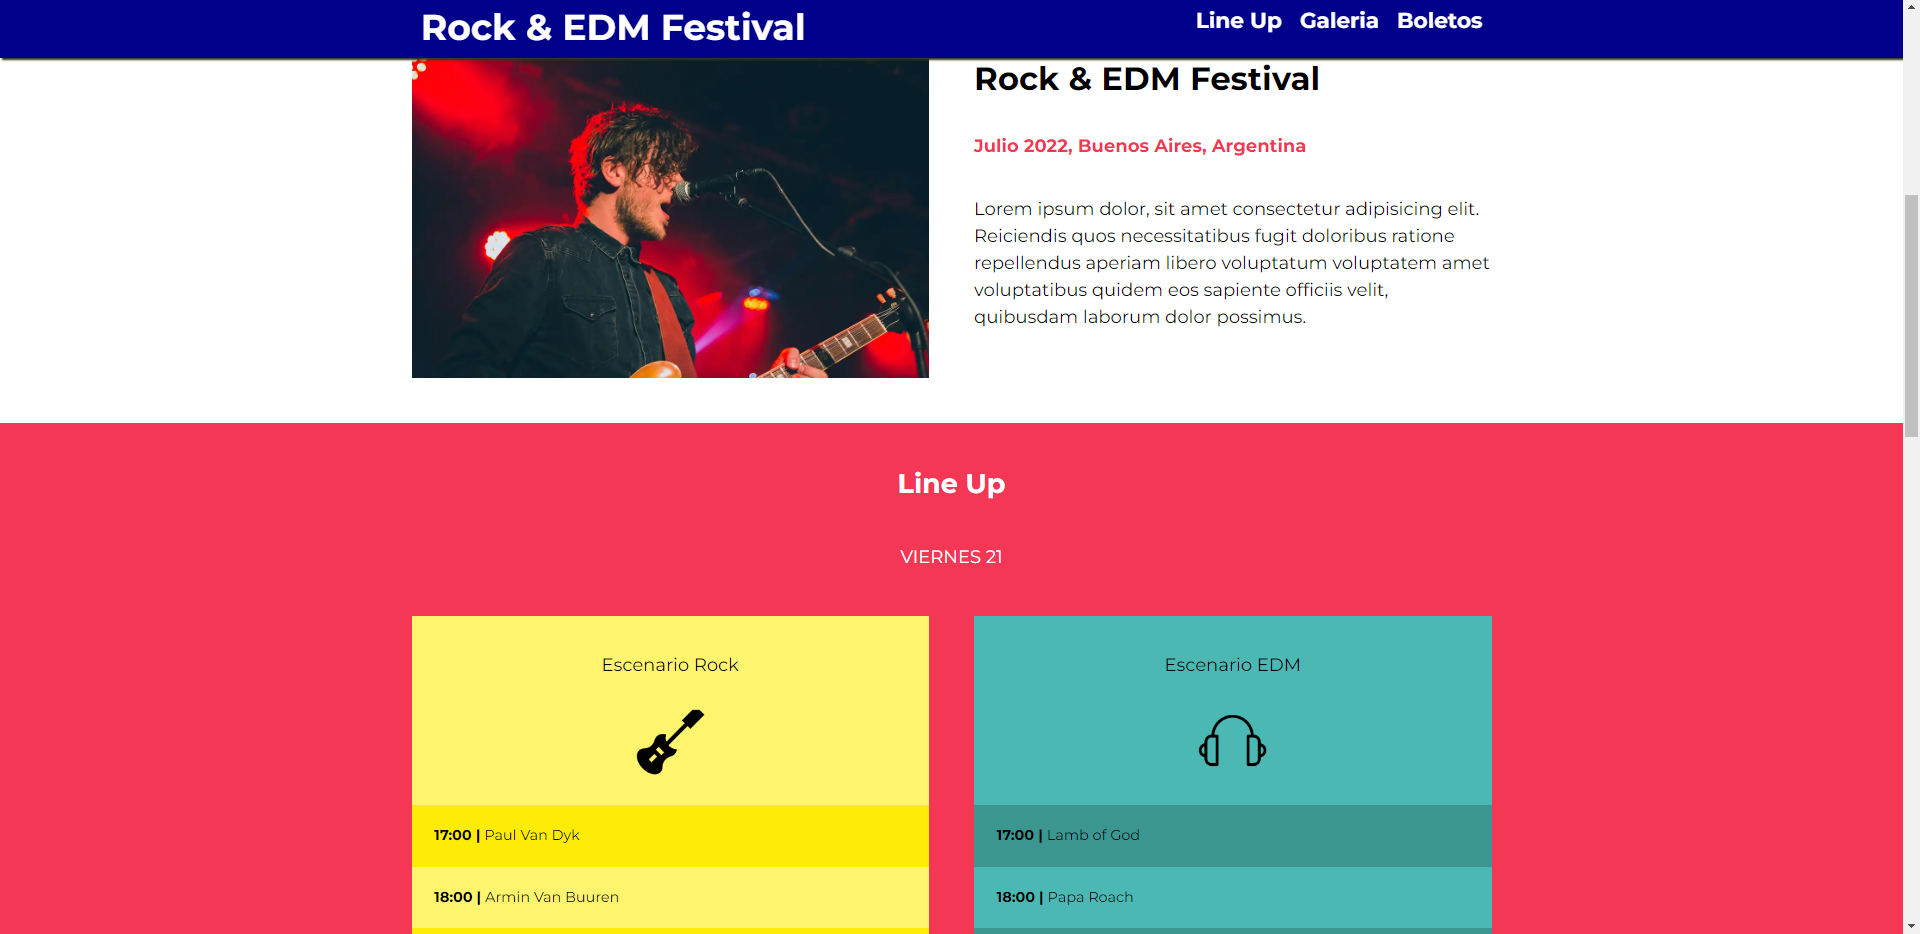 Rock & EDM Festival
Line Up Galeria Boletos
Rock & EDM Festival
Julio 2022, Buenos Aires, Argentina
Lorem ipsum dolor, sit amet consectetur adipisicing elit.
Reiciendis quos necessitatibus fugit doloribus ratione
repellendus aperiam libero voluptatum voluptatem amet
voluptatibus quidem eos sapiente officiis velit,
quibusdam laborum dolor possimus.
Line Up
VIERNES 21
Escenario Rock
17:00 | Paul Van Dyk
18:00 | Armin Van Buuren
Escenario EDM
17:00 | Lamb of God
18:00 | Papa Roach